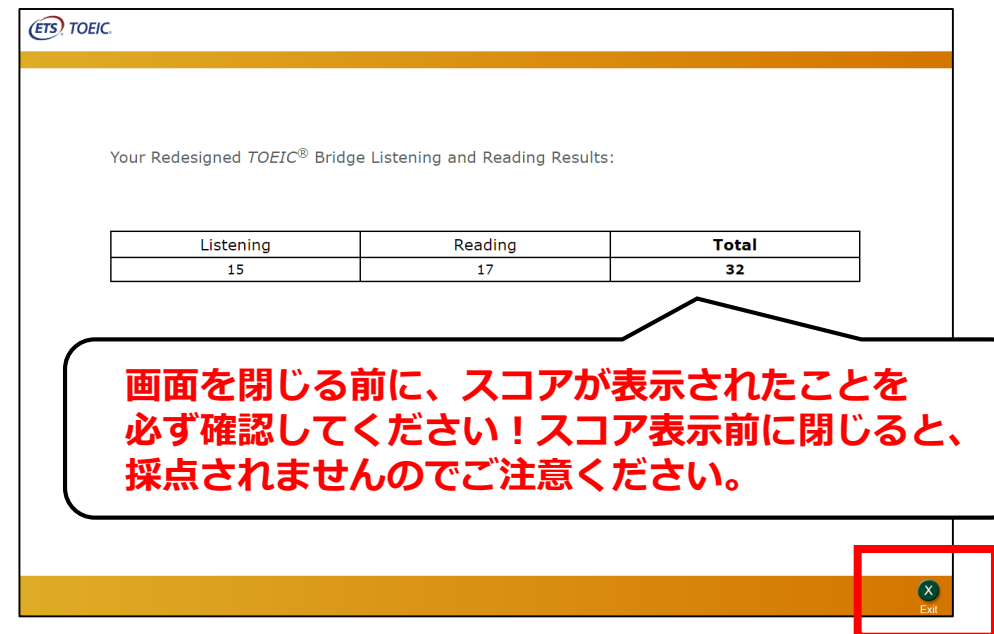 ETS TOEIC.
Your Redesigned TOEIC® Bridge Listening and Reading Results:
Listening Reading Total
15 17 32
画面を閉じる前に、スコアが表示されたことを
必ず確認してください！スコア表示前に閉じると、
採点されませんのでご注意ください。
X
Exit